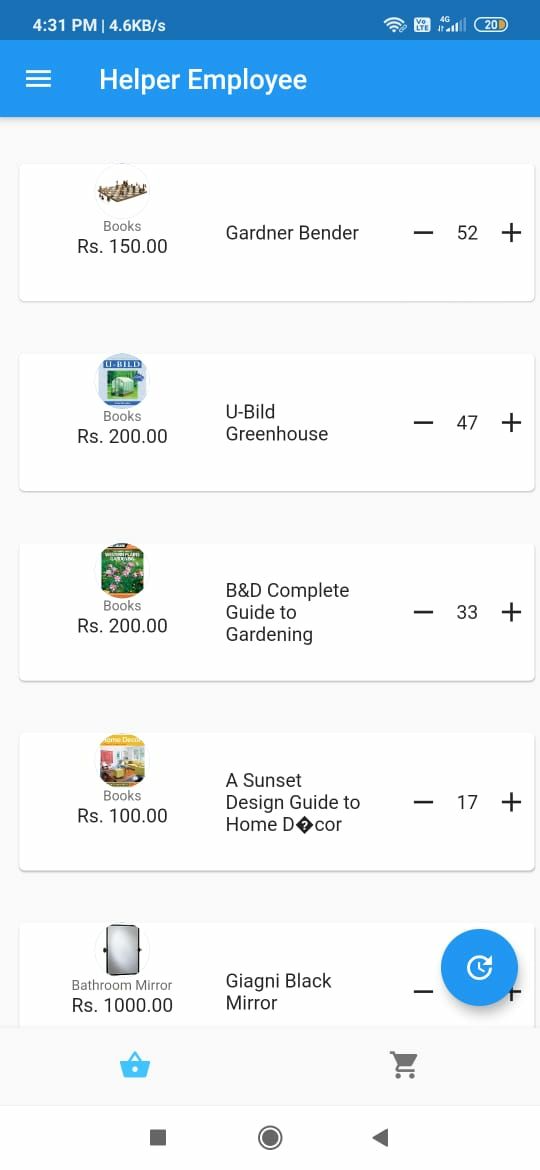 4:31 PM | 4.6KB/s
Vo LTE
4G
20
Helper Employee
Books
Rs. 150.00
Gardner Bender
52
U-BILD
Books
Rs. 200.00
U-Bild
Greenhouse
47
Books
Rs. 200.00
B&D Complete
Guide to
Gardening
33
Home Decor
Books
Rs. 100.00
A Sunset
Design Guide to
Home D�cor
17
Bathroom Mirror
Rs. 1000.00
Giagni Black
Mirror